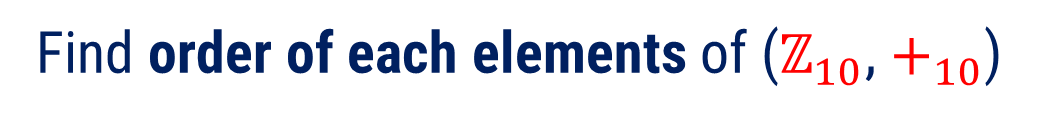 Find order of each elements of (ℤ₁₀, +₁₀)